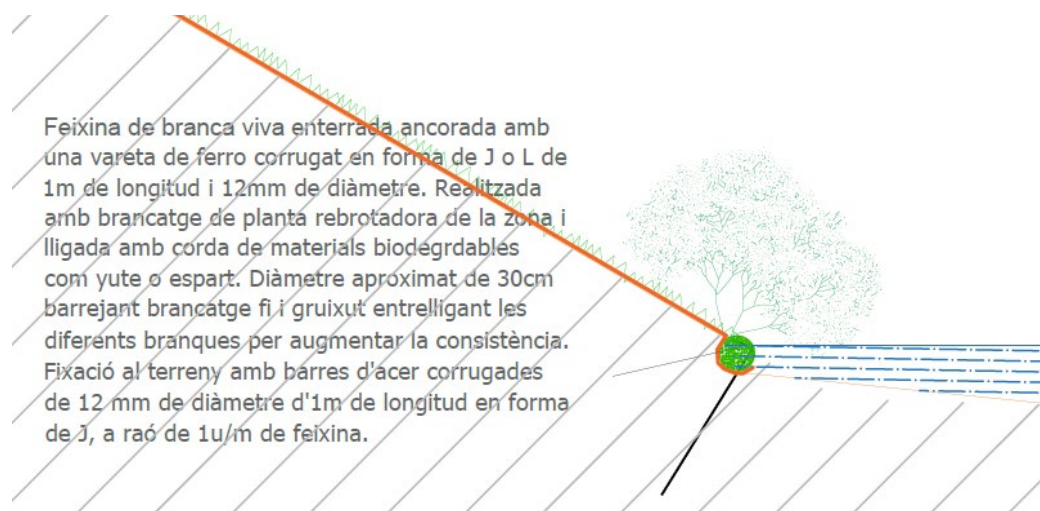 Feixina de branca viva enterrada ancorada amb
una vareta de ferro corrugat en forma de J o L de
1m de longitud i 12mm de diàmetre. Realitzada
amb brancatge de planta rebrotadora de la zona i
lligada amb corda de materials biodegrdables
com yute o espart. Diàmetre aproximat de 30cm
barrejant brancatge fi i gruixut entrelligant les
diferents branques per augmentar la consistència.
Fixació al terreny amb barres d'acer corrugades
de 12 mm de diàmetre d'1m de longitud en forma
de J, a raó de 1u/m de feixina.